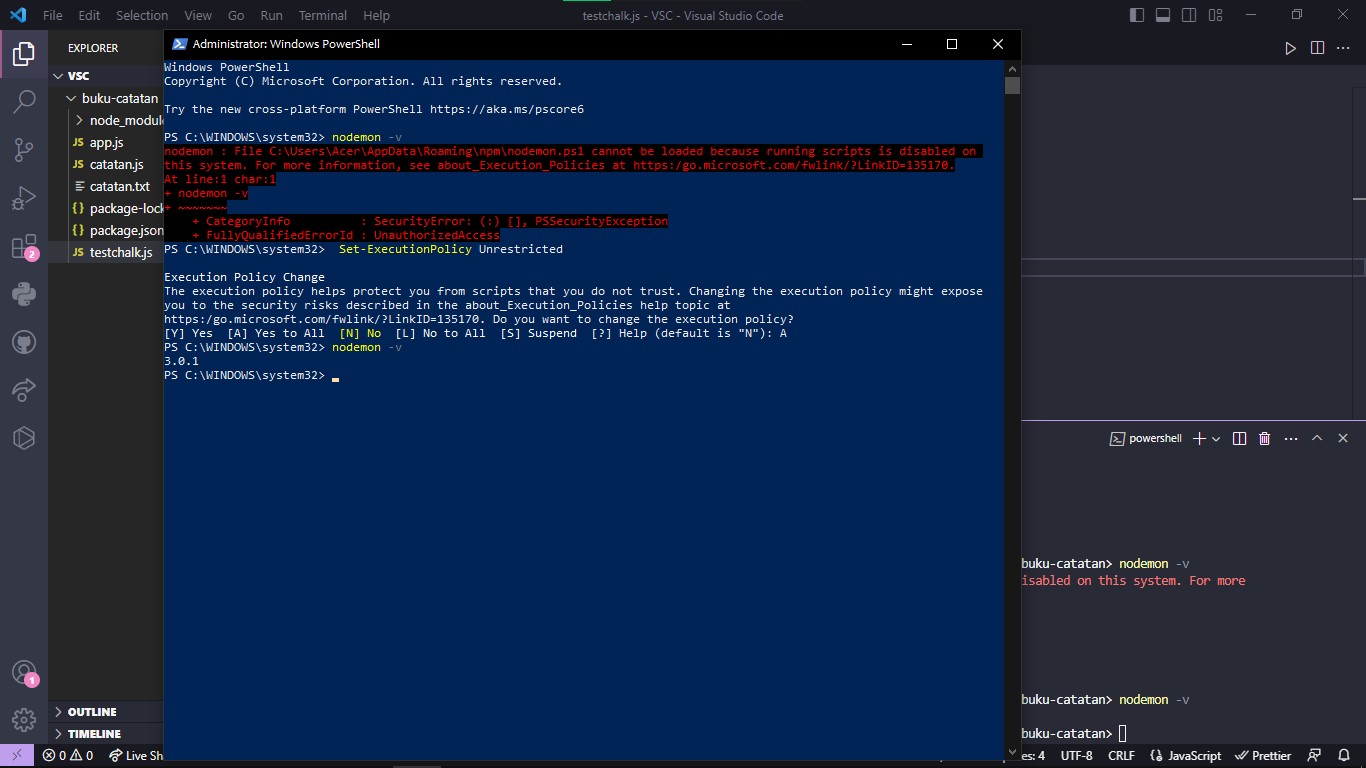 File Edit Selection View Go Run Terminal Help
testchalk.js - VSC - Visual Studio Code
EXPLORER
VSC
buku-catatan
node_modul
JS app.js
JS catatan.js
catatan.txt
{} package-lock
{} package.json
JS testchalk.js
2
1
OUTLINE
TIMELINE
Administrator: Windows PowerShell
Windows PowerShell
Copyright (C) Microsoft Corporation. All rights reserved.
Try the new cross-platform PowerShell https://aka.ms/pscore6
PS C:\WINDOWS\system32> nodemon -v
nodemon : File C:\Users\Acer\AppData\Roaming\npm\nodemon.ps1 cannot be loaded because running scripts is disabled on
this system. For more information, see about_Execution_Policies at https:/go.microsoft.com/fwlink/?LinkID=135170.
At line:1 char:1
+ nodemon -v
+ ~~~~~~~
+ CategoryInfo : SecurityError: (:) [], PSSecurityException
+ FullyQualifiedErrorId : UnauthorizedAccess
PS C:\WINDOWS\system32> Set-ExecutionPolicy Unrestricted
Execution Policy Change
The execution policy helps protect you from scripts that you do not trust. Changing the execution policy might expose
you to the security risks described in the about_Execution_Policies help topic at
https:/go.microsoft.com/fwlink/?LinkID=135170. Do you want to change the execution policy?
[Y] Yes [A] Yes to All [N] No [L] No to All [S] Suspend [?] Help (default is "N"): A
PS C:\WINDOWS\system32> nodemon -v
3.0.1
PS C:\WINDOWS\system32>
powershell
buku-catatan> nodemon -v
isabled on this system. For more
buku-catatan> nodemon -v
buku-catatan>
0 0 Live Sh
es: 4 UTF-8 CRLF {} JavaScript Prettier